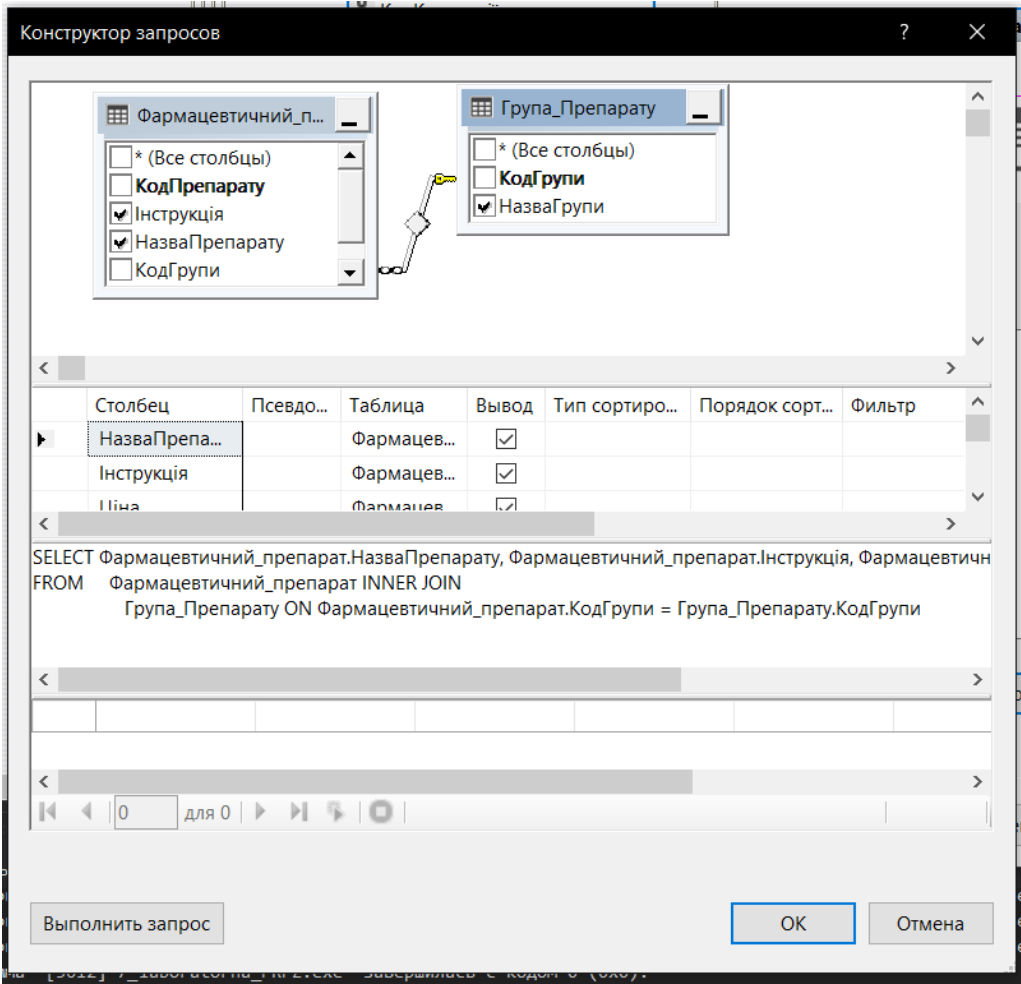 Конструктор запросов ?
Фармацевтичний_п...
* (Все столбцы)
КодПрепарату
Інструкція
НазваПрепарату
КодГрупи
Група_Препарату
* (Все столбцы)
КодГрупи
НазваГрупи
Столбец Псевдо... Таблица Вывод Тип сортиро... Порядок сорт... Фильтр
НазваПрепа... Фармацев...
Інструкція Фармацев...
Ціна Фармацев
SELECT Фармацевтичний_препарат.НазваПрепарату, Фармацевтичний_препарат.Інструкція, Фармацевтичн
FROM Фармацевтичний_препарат INNER JOIN
Група_Препарату ON Фармацевтичний_препарат.КодГрупи = Група_Препарату.КодГрупи
0 для 0
Выполнить запрос OK Отмена